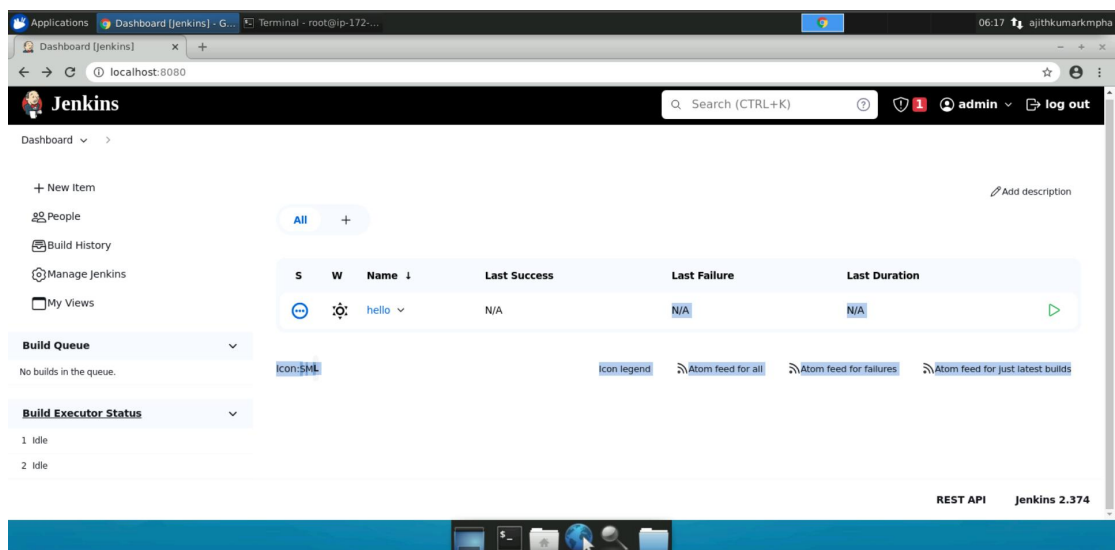 Applications Dashboard [Jenkins] - G... Terminal - root@ip-172-... 06:17 ajithkumarkmpha
Dashboard [Jenkins]
localhost:8080
Jenkins Search (CTRL+K) 1 admin log out
Dashboard
New Item
Add description
People
All +
Build History
Manage Jenkins
S W Name ↓ Last Success Last Failure Last Duration
My Views
hello N/A N/A N/A
Build Queue
No builds in the queue.
Icon:SML Icon legend Atom feed for all Atom feed for failures Atom feed for just latest builds
Build Executor Status
1 Idle
2 Idle
REST API Jenkins 2.374